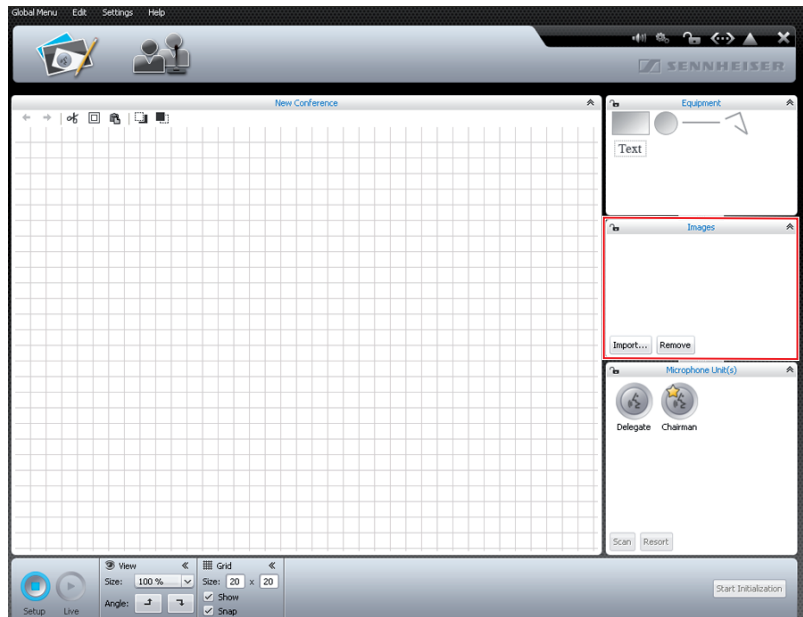 Global Menu Edit Settings Help
SENNHEISER
New Conference
Equipment
Text
Images
Import... Remove
Microphone Unit(s)
Delegate Chairman
Scan Resort
View
Size: 100 %
Angle:
Grid
Size: 20 x 20
Show
Snap
Setup Live
Start Initialization